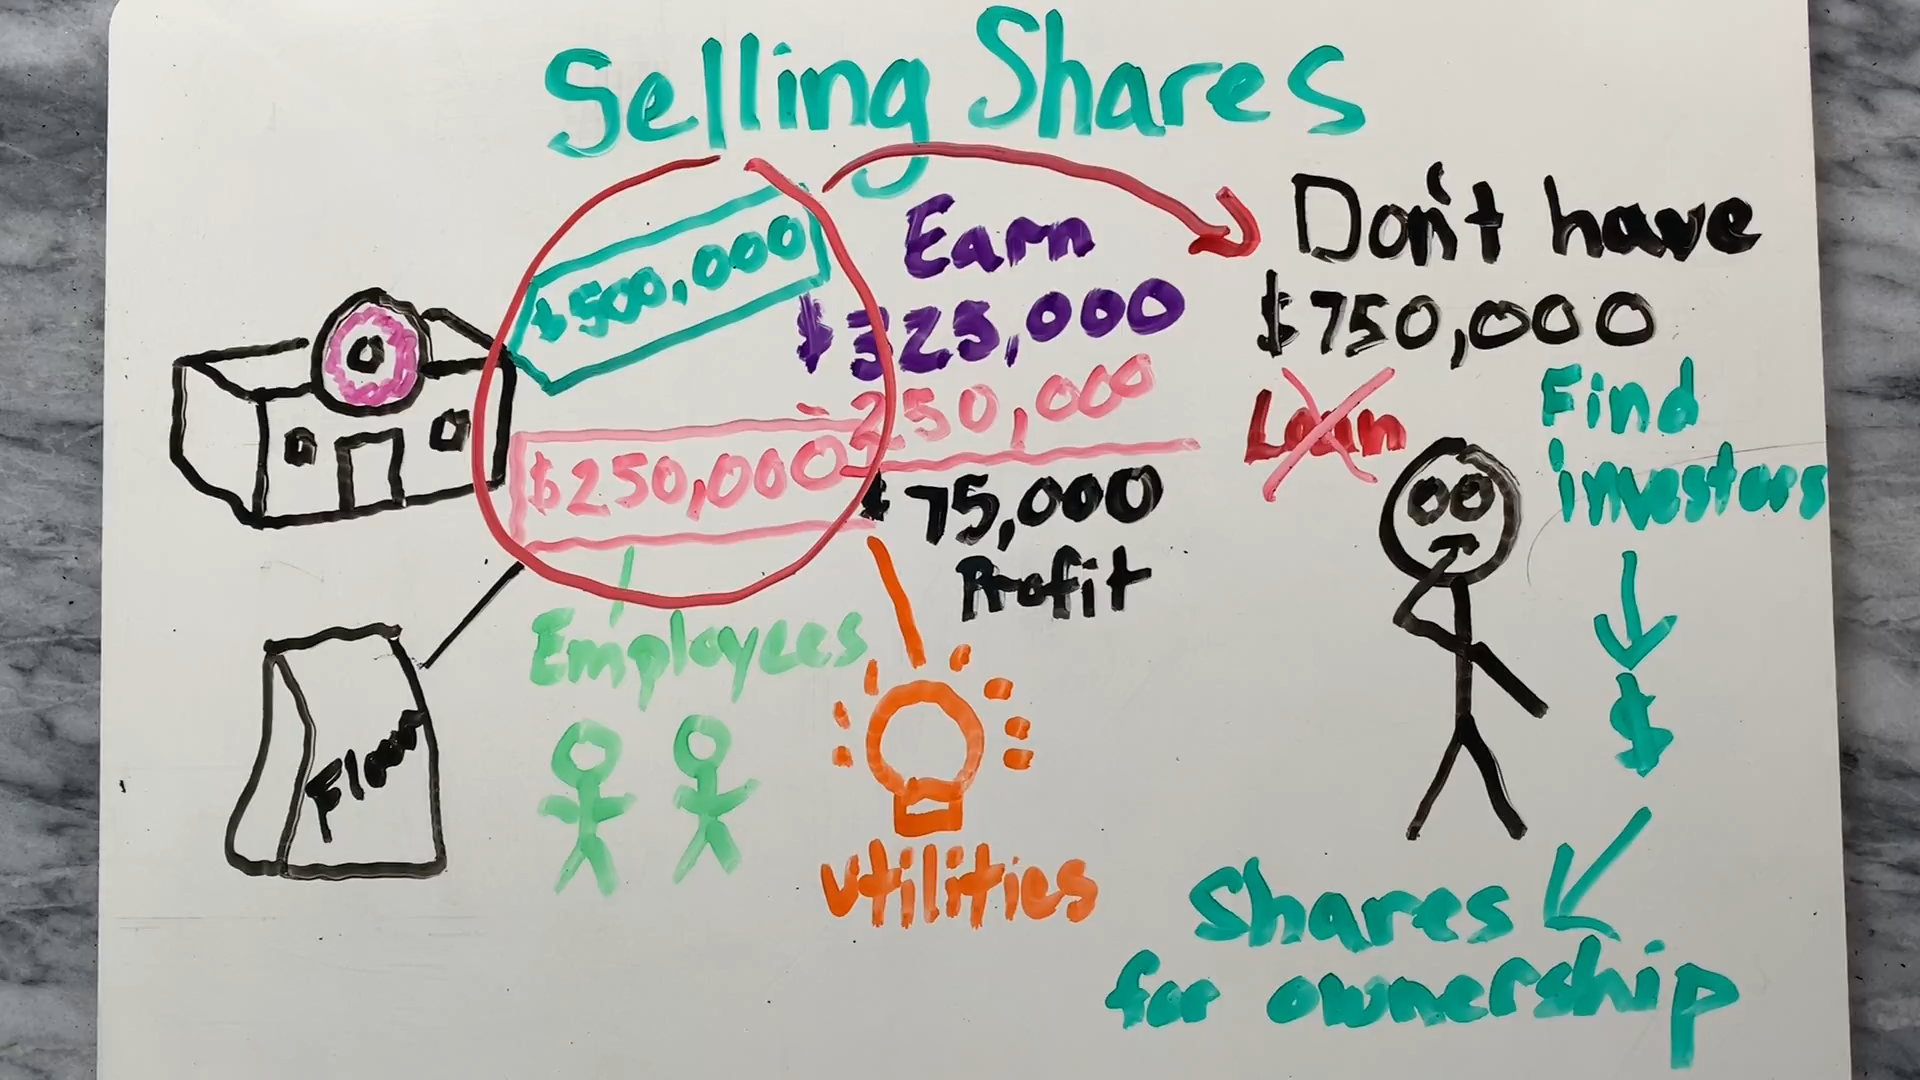 Selling Shares
$500,000
Earn
$325,000
- 250,000
$75,000
Profit
$250,000
Don't have
$750,000
Loan
Find
investors
$
Employees
Flour
utilities
Shares
for ownership